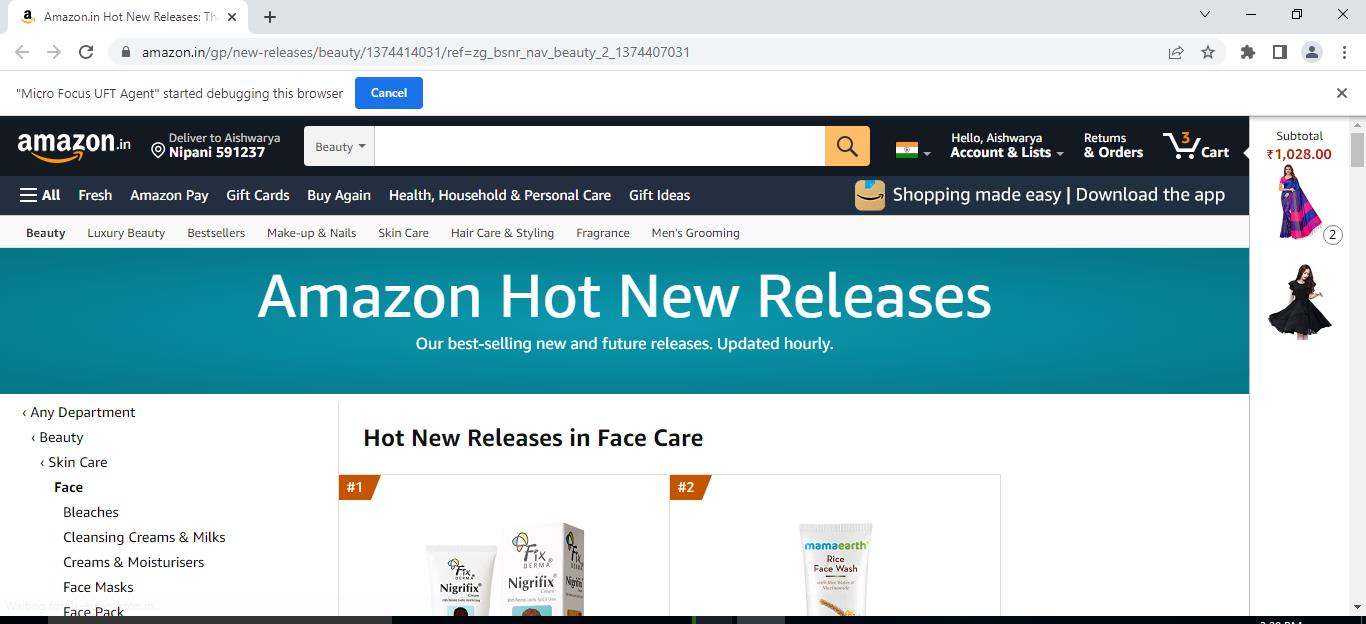 Amazon.in Hot New Releases: Th
amazon.in/gp/new-releases/beauty/1374414031/ref=zg_bsnr_nav_beauty_2_1374407031
"Micro Focus UFT Agent" started debugging this browser
Cancel
amazon.in
Deliver to Aishwarya
Nipani 591237
Beauty
Hello, Aishwarya
Account & Lists
Returns
& Orders
3
Cart
Subtotal
₹1,028.00
2
All
Fresh
Amazon Pay
Gift Cards
Buy Again
Health, Household & Personal Care
Gift Ideas
Shopping made easy | Download the app
Beauty
Luxury Beauty
Bestsellers
Make-up & Nails
Skin Care
Hair Care & Styling
Fragrance
Men's Grooming
Amazon Hot New Releases
Our best-selling new and future releases. Updated hourly.
‹ Any Department
‹ Beauty
‹ Skin Care
Face
Bleaches
Cleansing Creams & Milks
Creams & Moisturisers
Face Masks
Face Pack
Hot New Releases in Face Care
#1
FIX
DERMA
Nigrifix
Cream
FIX
DERMA
Nigrifix
Cream
#2
mamaearth
Rice
Face Wash
with Rice Water &
Niacinamide